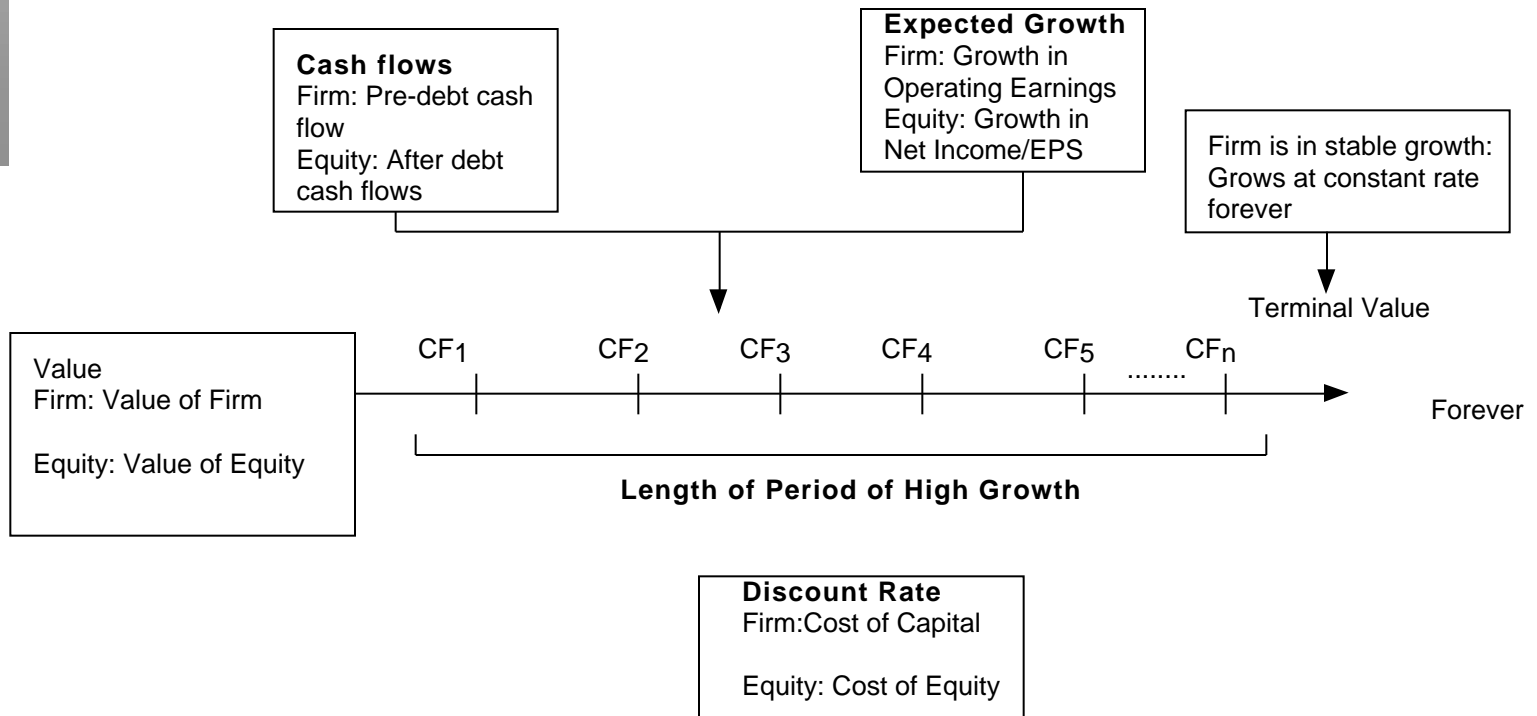 Cash flows
Firm: Pre-debt cash
flow
Equity: After debt
cash flows
Expected Growth
Firm: Growth in
Operating Earnings
Equity: Growth in
Net Income/EPS
Firm is in stable growth:
Grows at constant rate
forever
Terminal Value
Value
Firm: Value of Firm
Equity: Value of Equity
CF1 CF2 CF3 CF4 CF5 ........ CFn
Forever
Length of Period of High Growth
Discount Rate
Firm:Cost of Capital
Equity: Cost of Equity